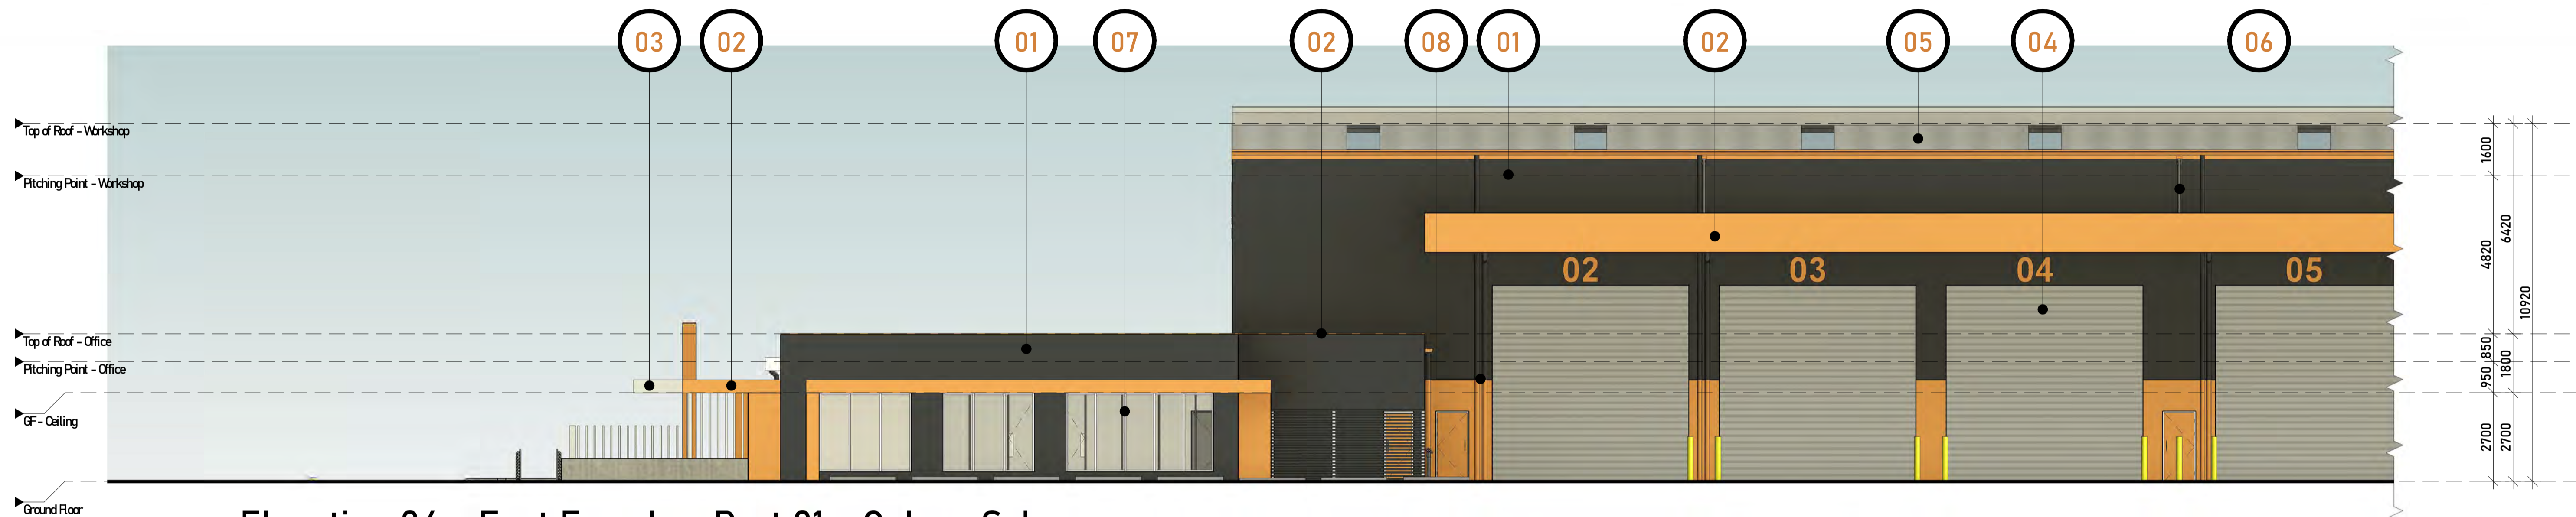 03 02 01 07 02 08 01 02 05 04 06
Top of Roof - Workshop
Pitching Point - Workshop
Top of Roof - Office
Pitching Point - Office
GF - Ceiling
Ground Floor
02 03 04 05
1600
4820
850
950
2700
6420
1800
2700
10920